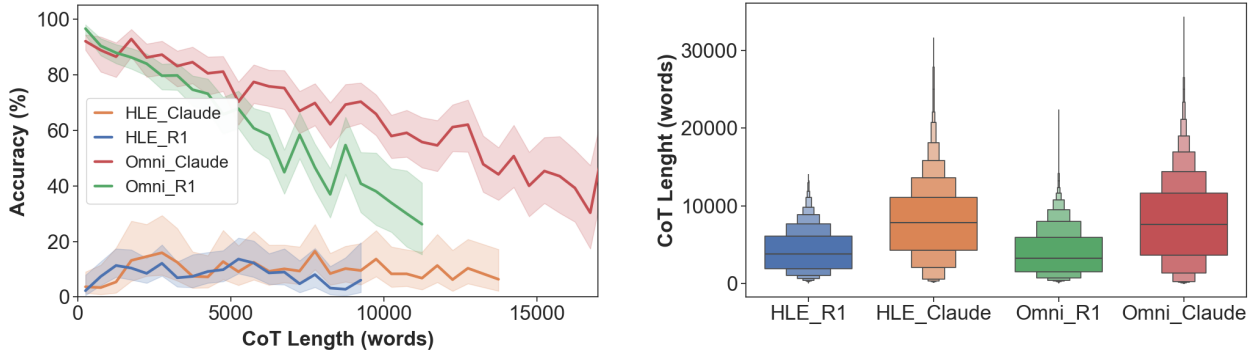 100
80
60
40
20
0
Accuracy (%)
HLE_Claude
HLE_R1
Omni_Claude
Omni_R1
0 5000 10000 15000
CoT Length (words)
30000
20000
10000
0
CoT Lenght (words)
HLE_R1 HLE_Claude Omni_R1 Omni_Claude